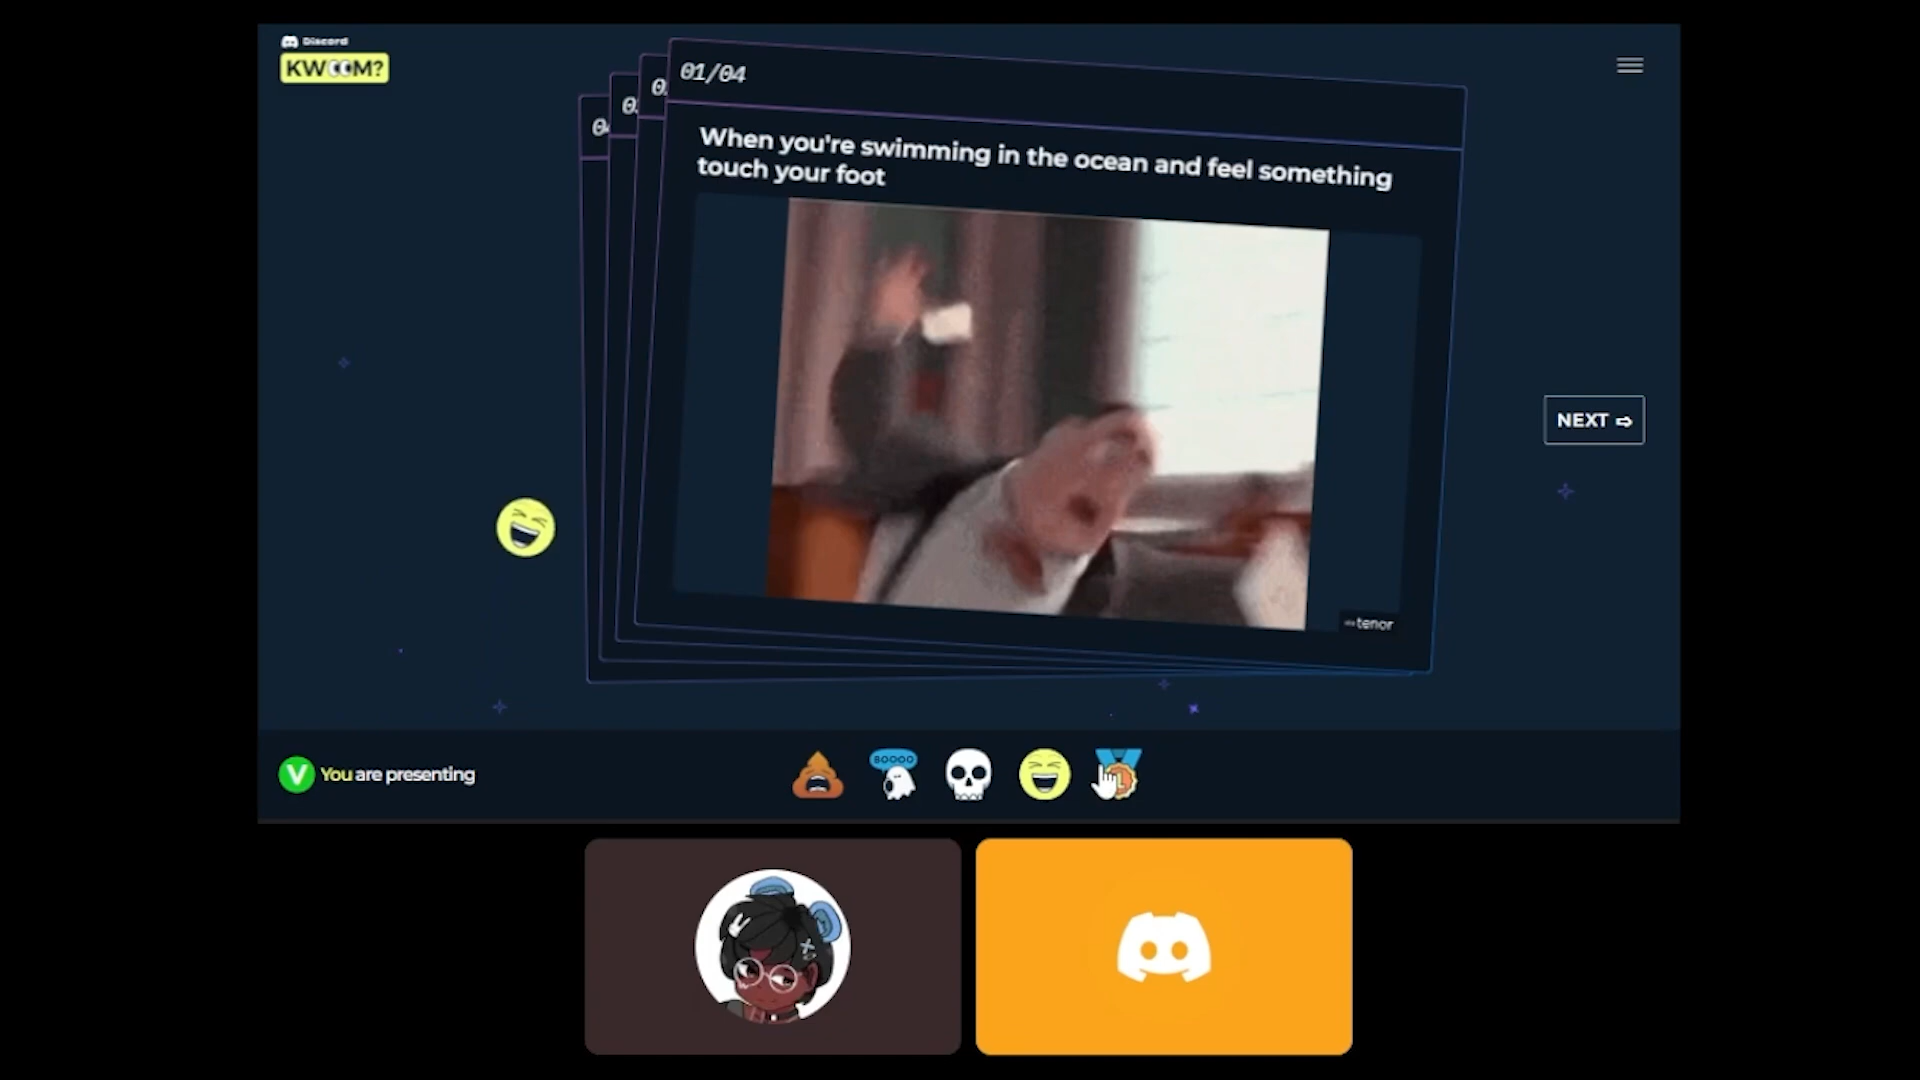 Discord
KW👀M?
01/04
When you're swimming in the ocean and feel something
touch your foot
tenor
NEXT ⇨
V You are presenting
BOOOO
L